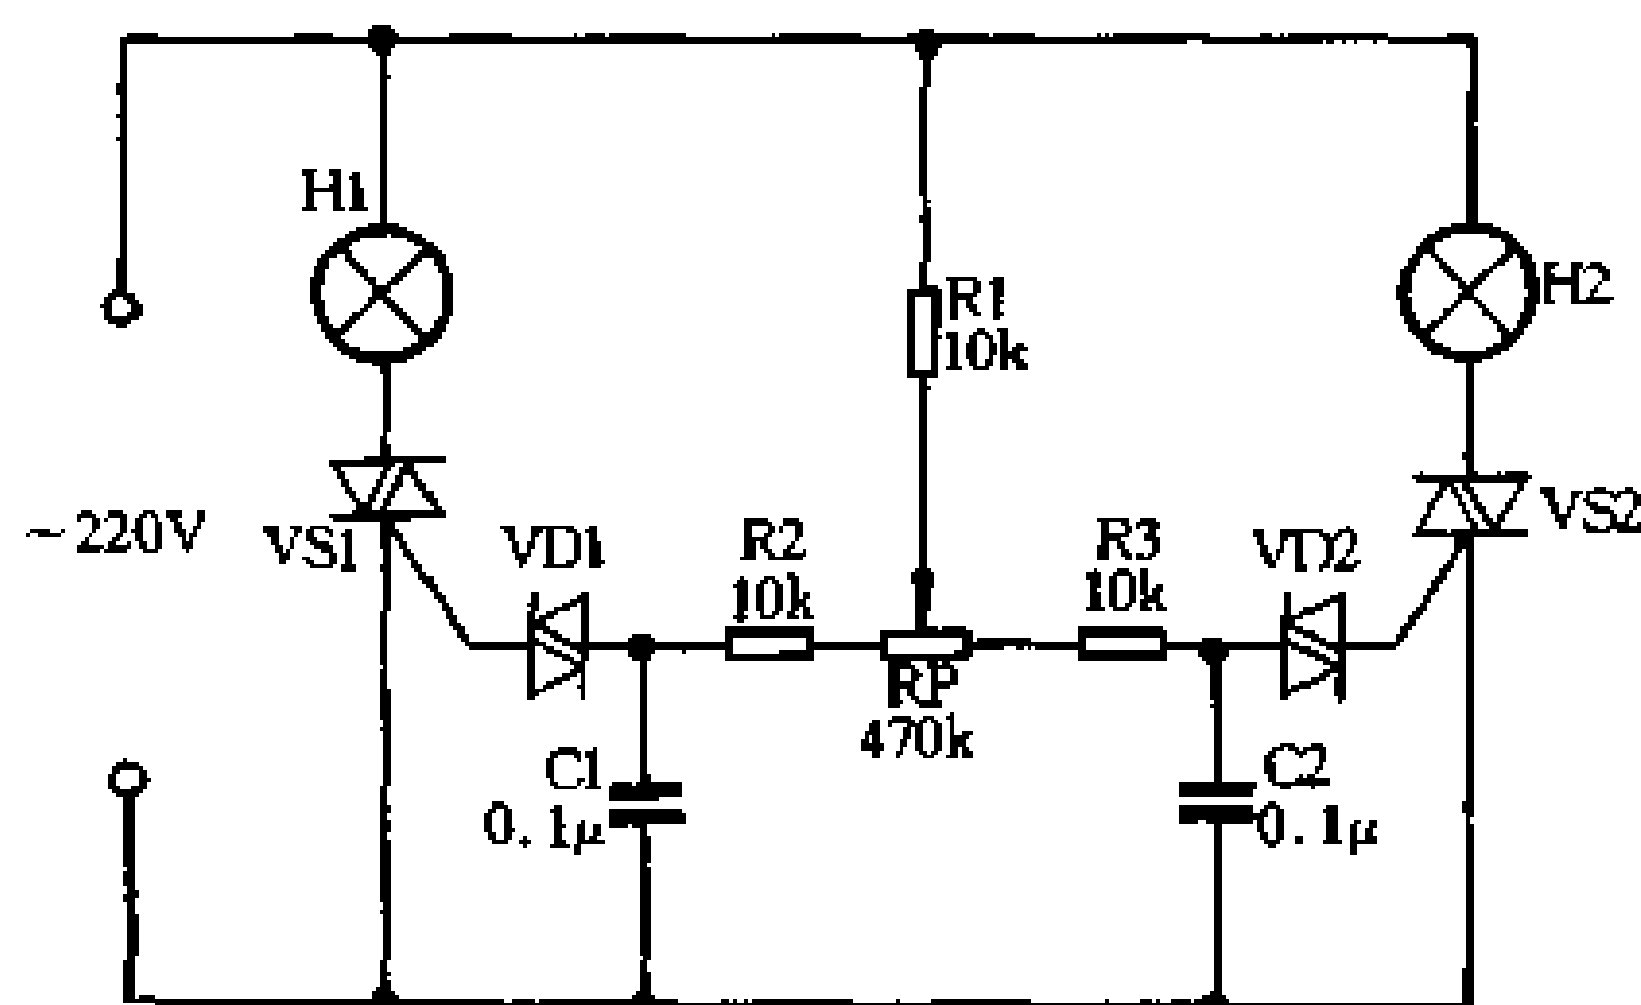 H1
R1
10k
H2
~220V
VS1
VD1
R2
10k
R3
10k
VD2
VS2
RP
470k
C1
0.1μ
C2
0.1μ